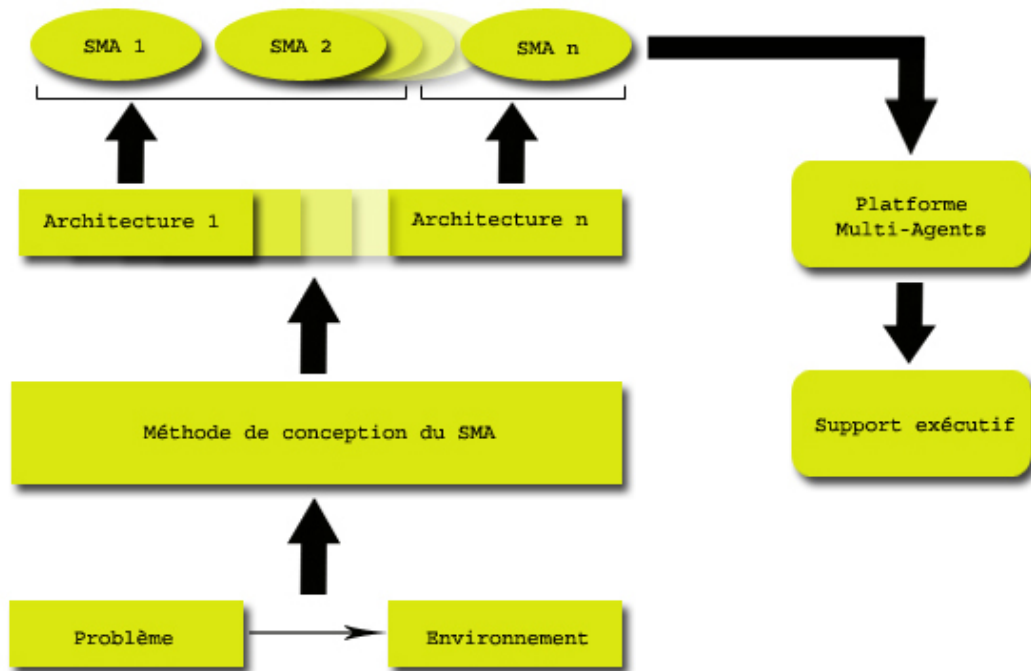 SMA 1
SMA 2
SMA n
Architecture 1
Architecture n
Platforme
Multi-Agents
Méthode de conception du SMA
Support exécutif
Problème
Environnement